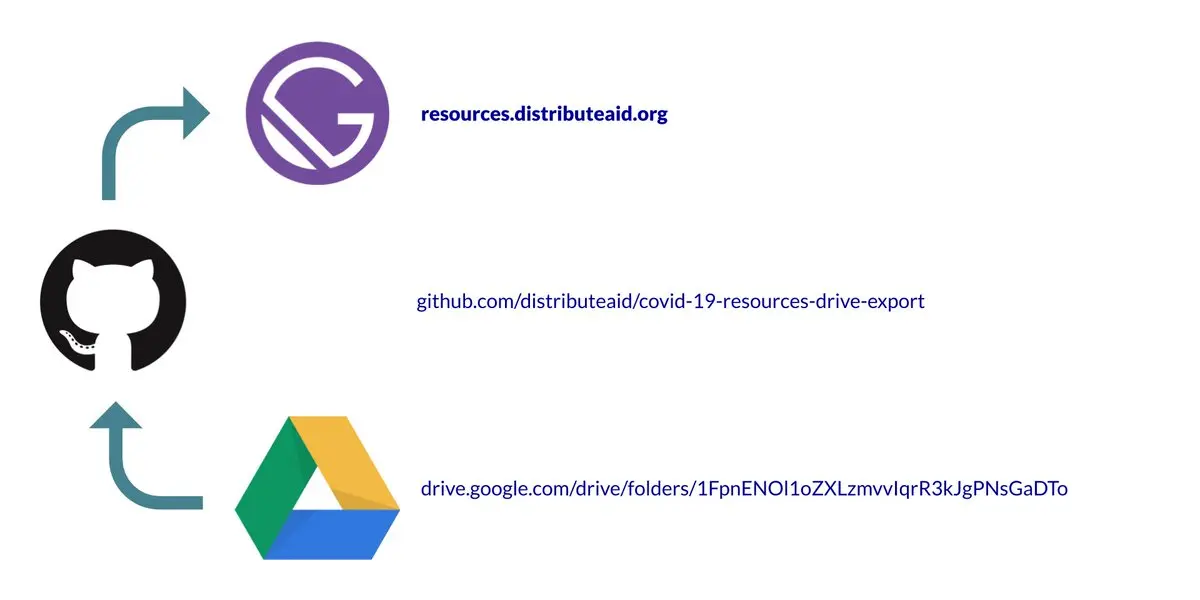 resources.distributeaid.org
github.com/distributeaid/covid-19-resources-drive-export
drive.google.com/drive/folders/1FpnENOl1oZXLzmvvIqrR3kJgPNsGaDTo